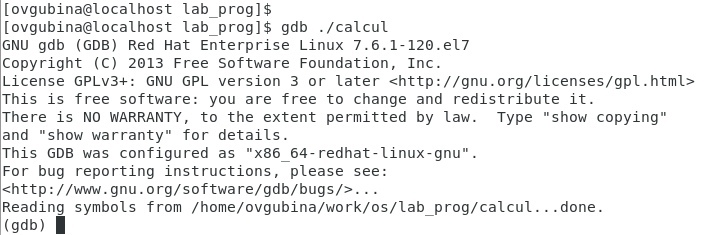 [ovgubina@localhost lab_prog]$
[ovgubina@localhost lab_prog]$ gdb ./calcul
GNU gdb (GDB) Red Hat Enterprise Linux 7.6.1-120.el7
Copyright (C) 2013 Free Software Foundation, Inc.
License GPLv3+: GNU GPL version 3 or later <http://gnu.org/licenses/gpl.html>
This is free software: you are free to change and redistribute it.
There is NO WARRANTY, to the extent permitted by law.  Type "show copying"
and "show warranty" for details.
This GDB was configured as "x86_64-redhat-linux-gnu".
For bug reporting instructions, please see:
<http://www.gnu.org/software/gdb/bugs/>...
Reading symbols from /home/ovgubina/work/os/lab_prog/calcul...done.
(gdb)